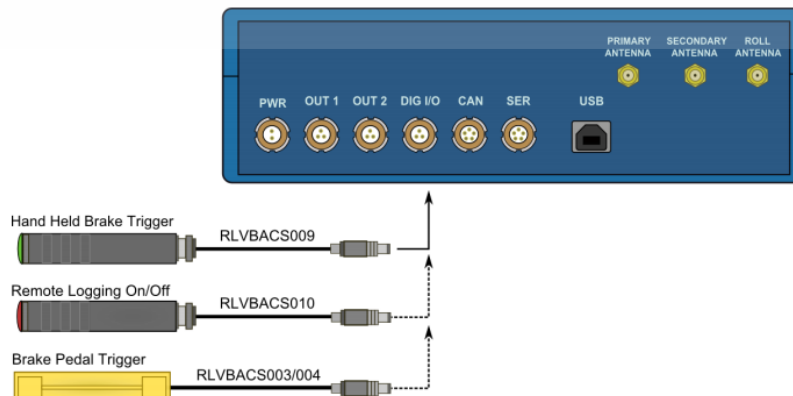 PRIMARY ANTENNA
SECONDARY ANTENNA
ROLL ANTENNA
PWR OUT 1 OUT 2 DIG I/O CAN SER USB
Hand Held Brake Trigger
RLVBACS009
Remote Logging On/Off
RLVBACS010
Brake Pedal Trigger
RLVBACS003/004